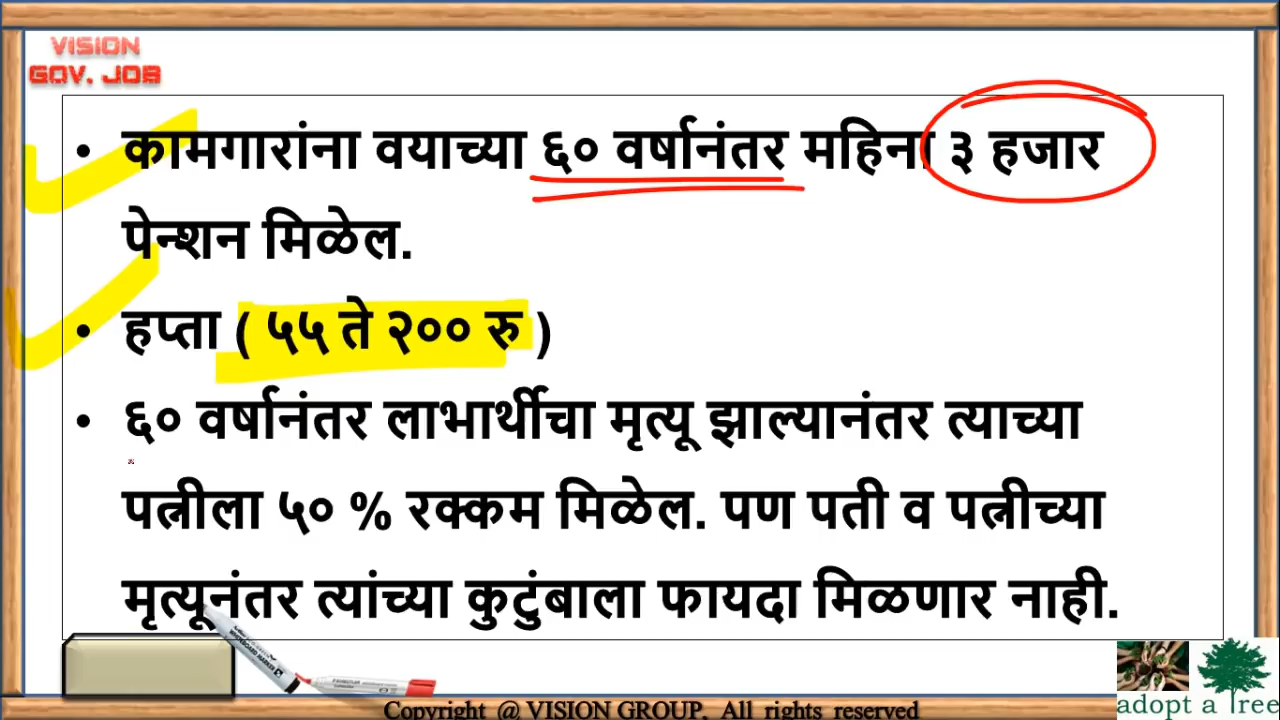 VISION
GOV. JOB
• कामगारांना वयाच्या ६० वर्षानंतर महिना ३ हजार
पेन्शन मिळेल.
• हप्ता ( ५५ ते २०० रु )
• ६० वर्षानंतर लाभार्थीचा मृत्यू झाल्यानंतर त्याच्या
पत्नीला ५० % रक्कम मिळेल. पण पती व पत्नीच्या
मृत्यूनंतर त्यांच्या कुटुंबाला फायदा मिळणार नाही.
adopt a Tree
Copyright @ VISION GROUP. All rights reserved